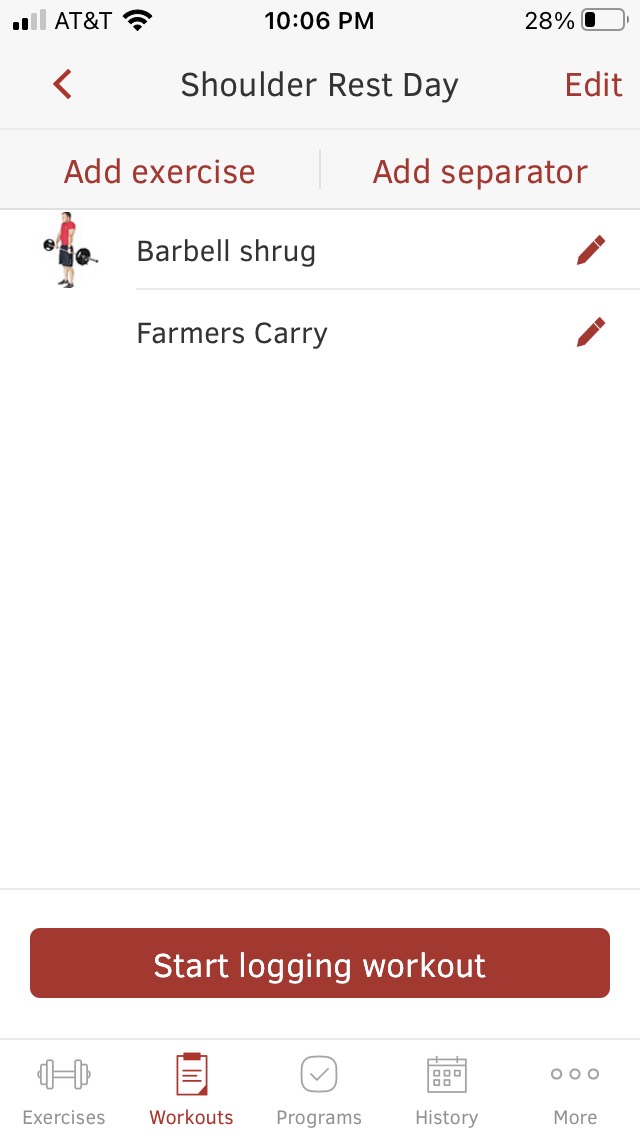 AT&T 10:06 PM 28%
Shoulder Rest Day Edit
Add exercise Add separator
Barbell shrug
Farmers Carry
Start logging workout
Exercises Workouts Programs History More